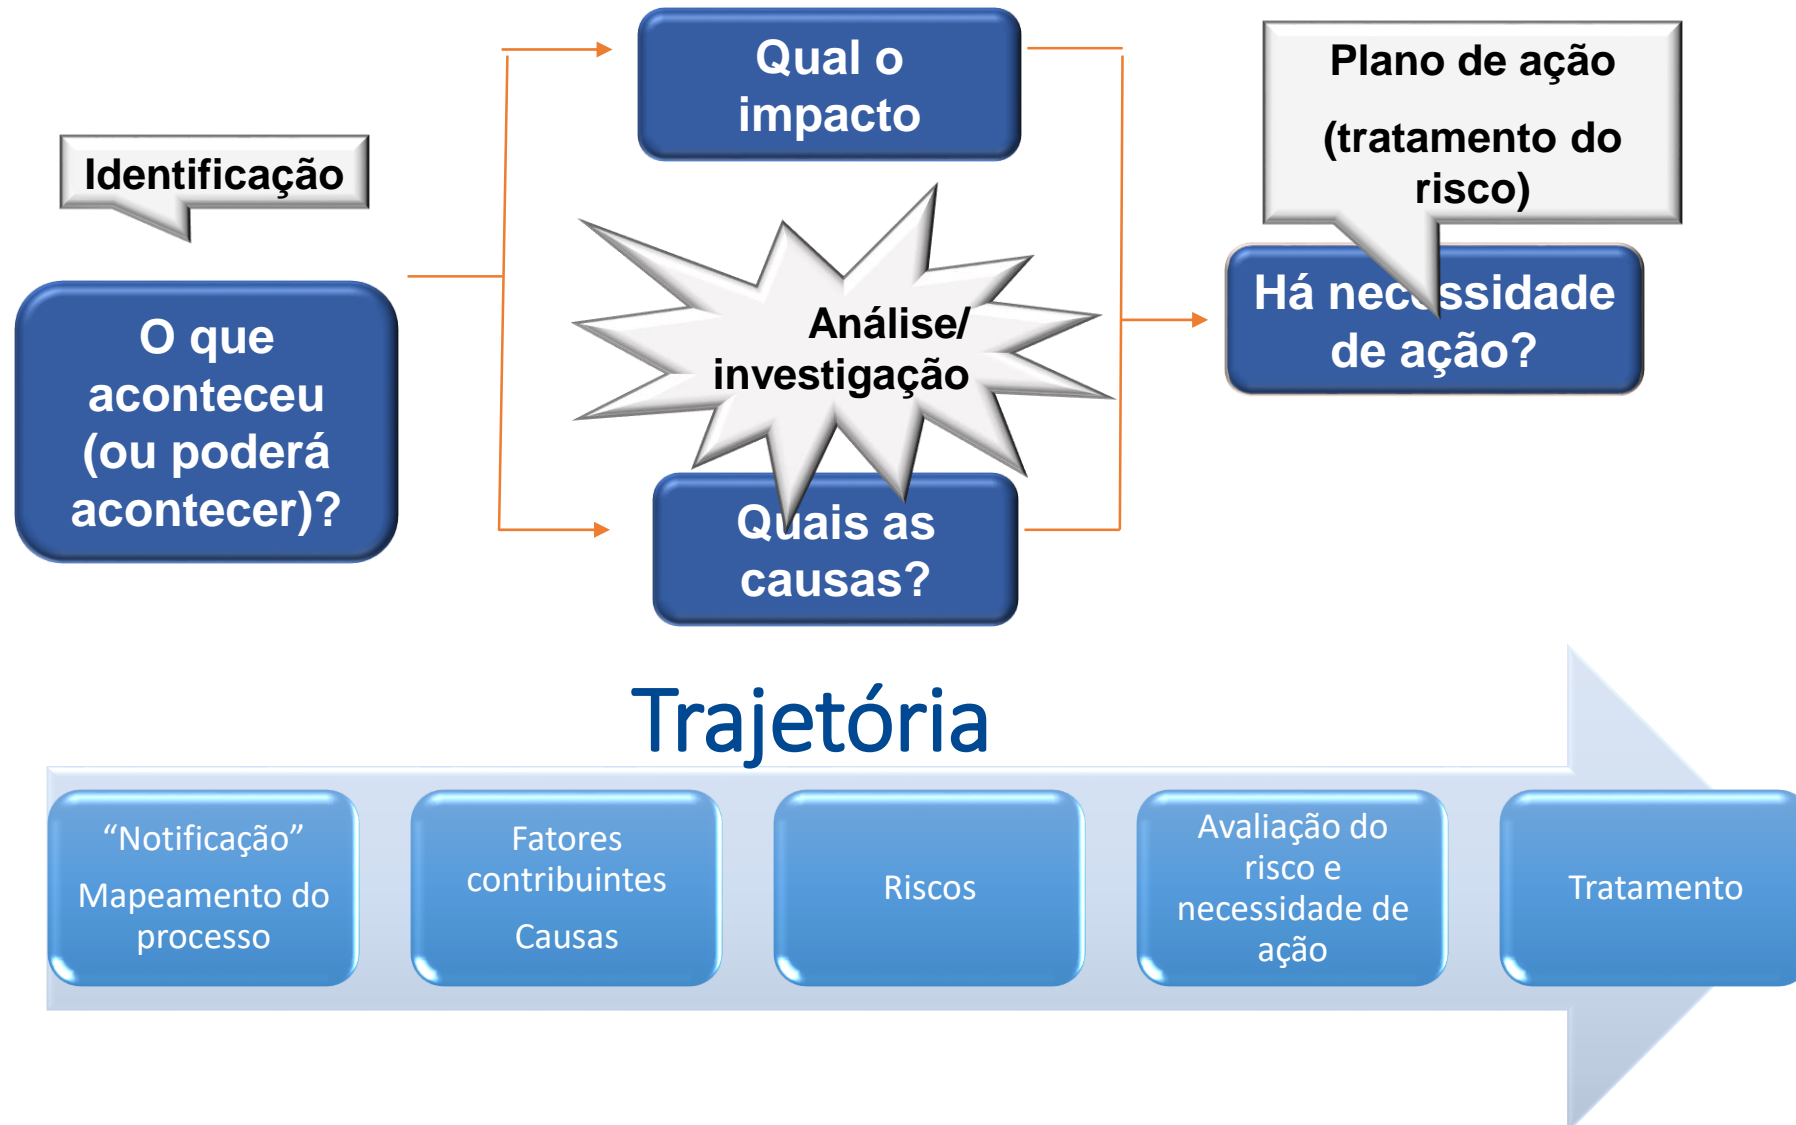 Identificação
O que
aconteceu
(ou poderá
acontecer)?
Qual o
impacto
Análise/
investigação
Quais as
causas?
Plano de ação
(tratamento do
risco)
Há necessidade
de ação?
Trajetória
“Notificação”
Mapeamento do
processo
Fatores
contribuintes
Causas
Riscos
Avaliação do
risco e
necessidade de
ação
Tratamento